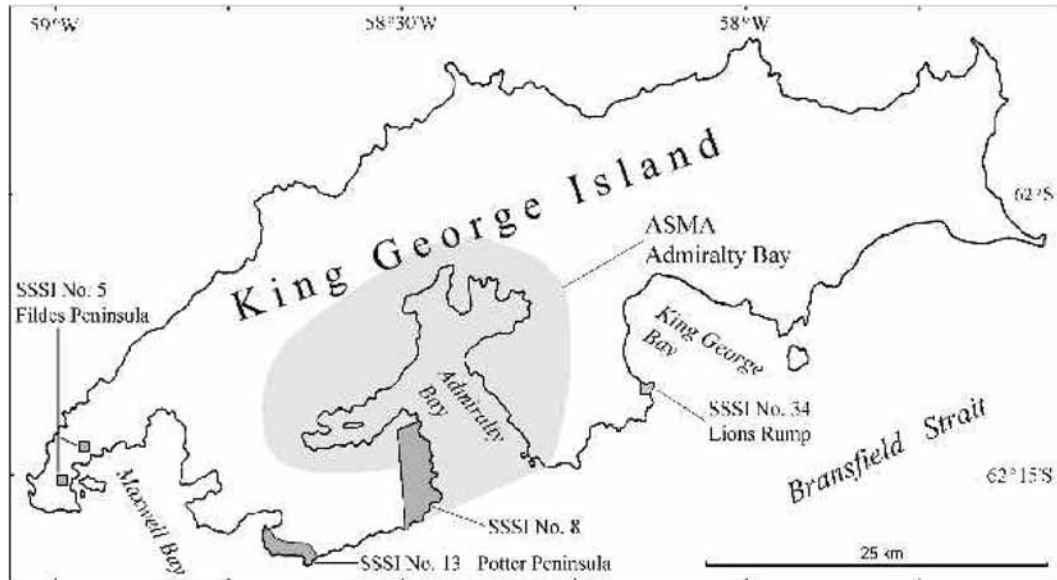 59°W
58°30'W
58°W
King George Island
62°S
ASMA
Admiralty Bay
SSSI No. 5
Fildes Peninsula
King George
Bay
Admiralty
Bay
SSSI No. 34
Lions Rump
Bransfield Strait
62°15'S
Maxwell Bay
SSSI No. 8
SSSI No. 13 Potter Peninsula
25 km